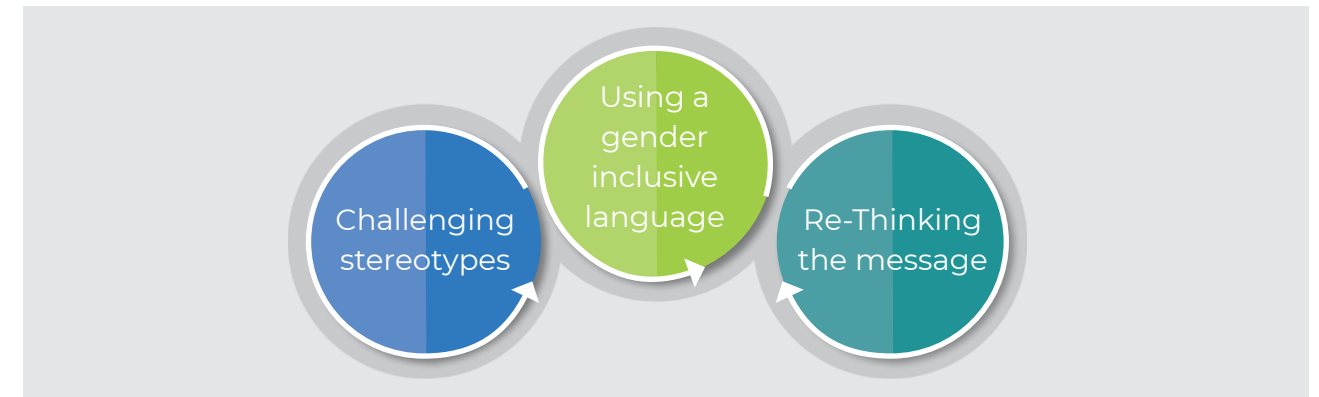 Challenging
stereotypes
Using a
gender
inclusive
language
Re-Thinking
the message